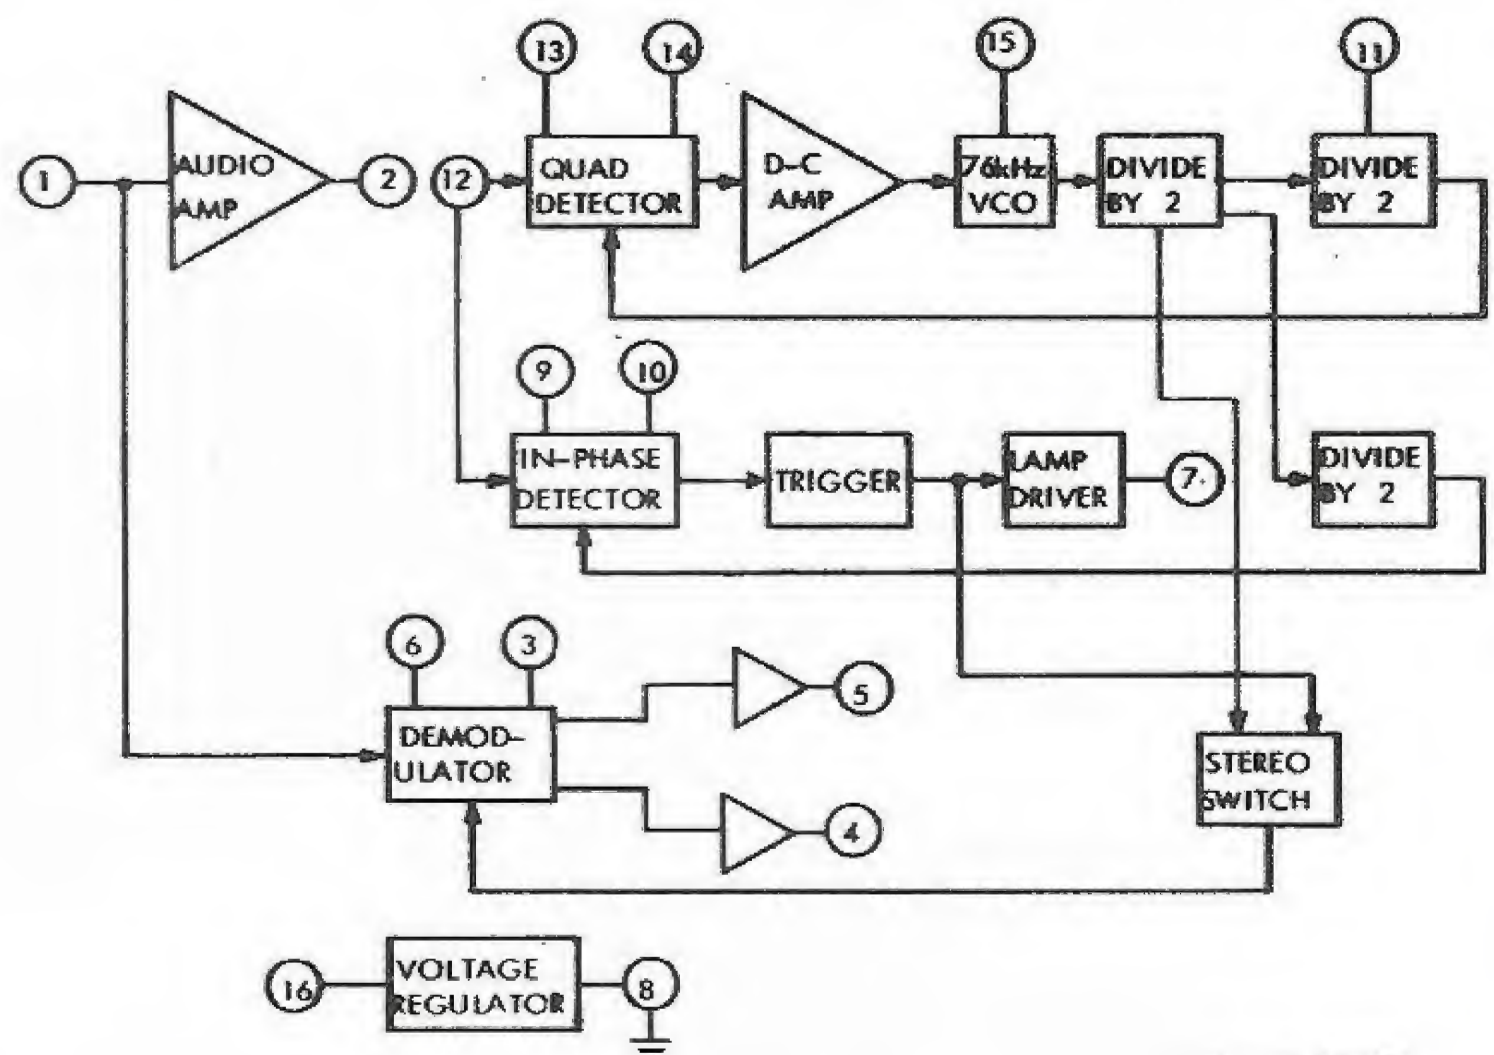 13
14
15
11
1
AUDIO
AMP
2
12
QUAD
DETECTOR
D-C
AMP
76kHz
VCO
DIVIDE
BY 2
DIVIDE
BY 2
9
10
IN-PHASE
DETECTOR
TRIGGER
LAMP
DRIVER
7
DIVIDE
BY 2
6
3
DEMOD-
ULATOR
5
4
STEREO
SWITCH
16
VOLTAGE
REGULATOR
8